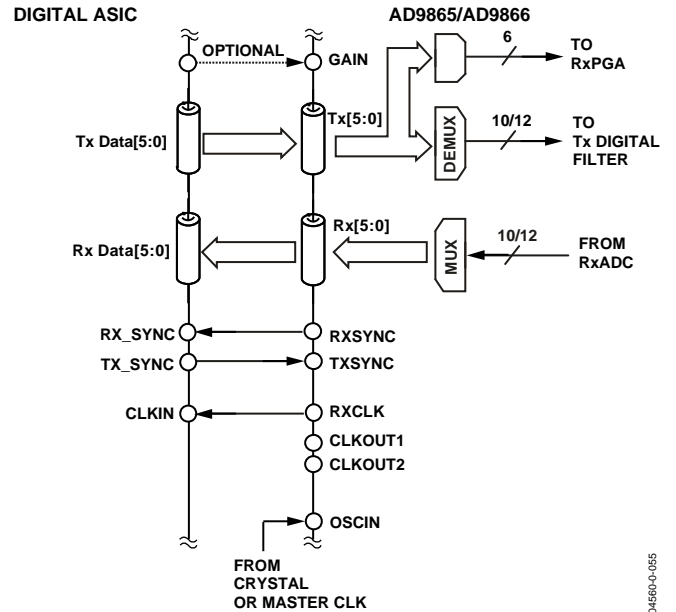 DIGITAL ASIC
AD9865/AD9866
OPTIONAL
GAIN
6
TO
RxPGA
Tx Data[5:0]
Tx[5:0]
DEMUX
10/12
TO
Tx DIGITAL
FILTER
Rx Data[5:0]
Rx[5:0]
MUX
10/12
FROM
RxADC
RX_SYNC
RXSYNC
TX_SYNC
TXSYNC
CLKIN
RXCLK
CLKOUT1
CLKOUT2
OSCIN
FROM
CRYSTAL
OR MASTER CLK
04560-0-055